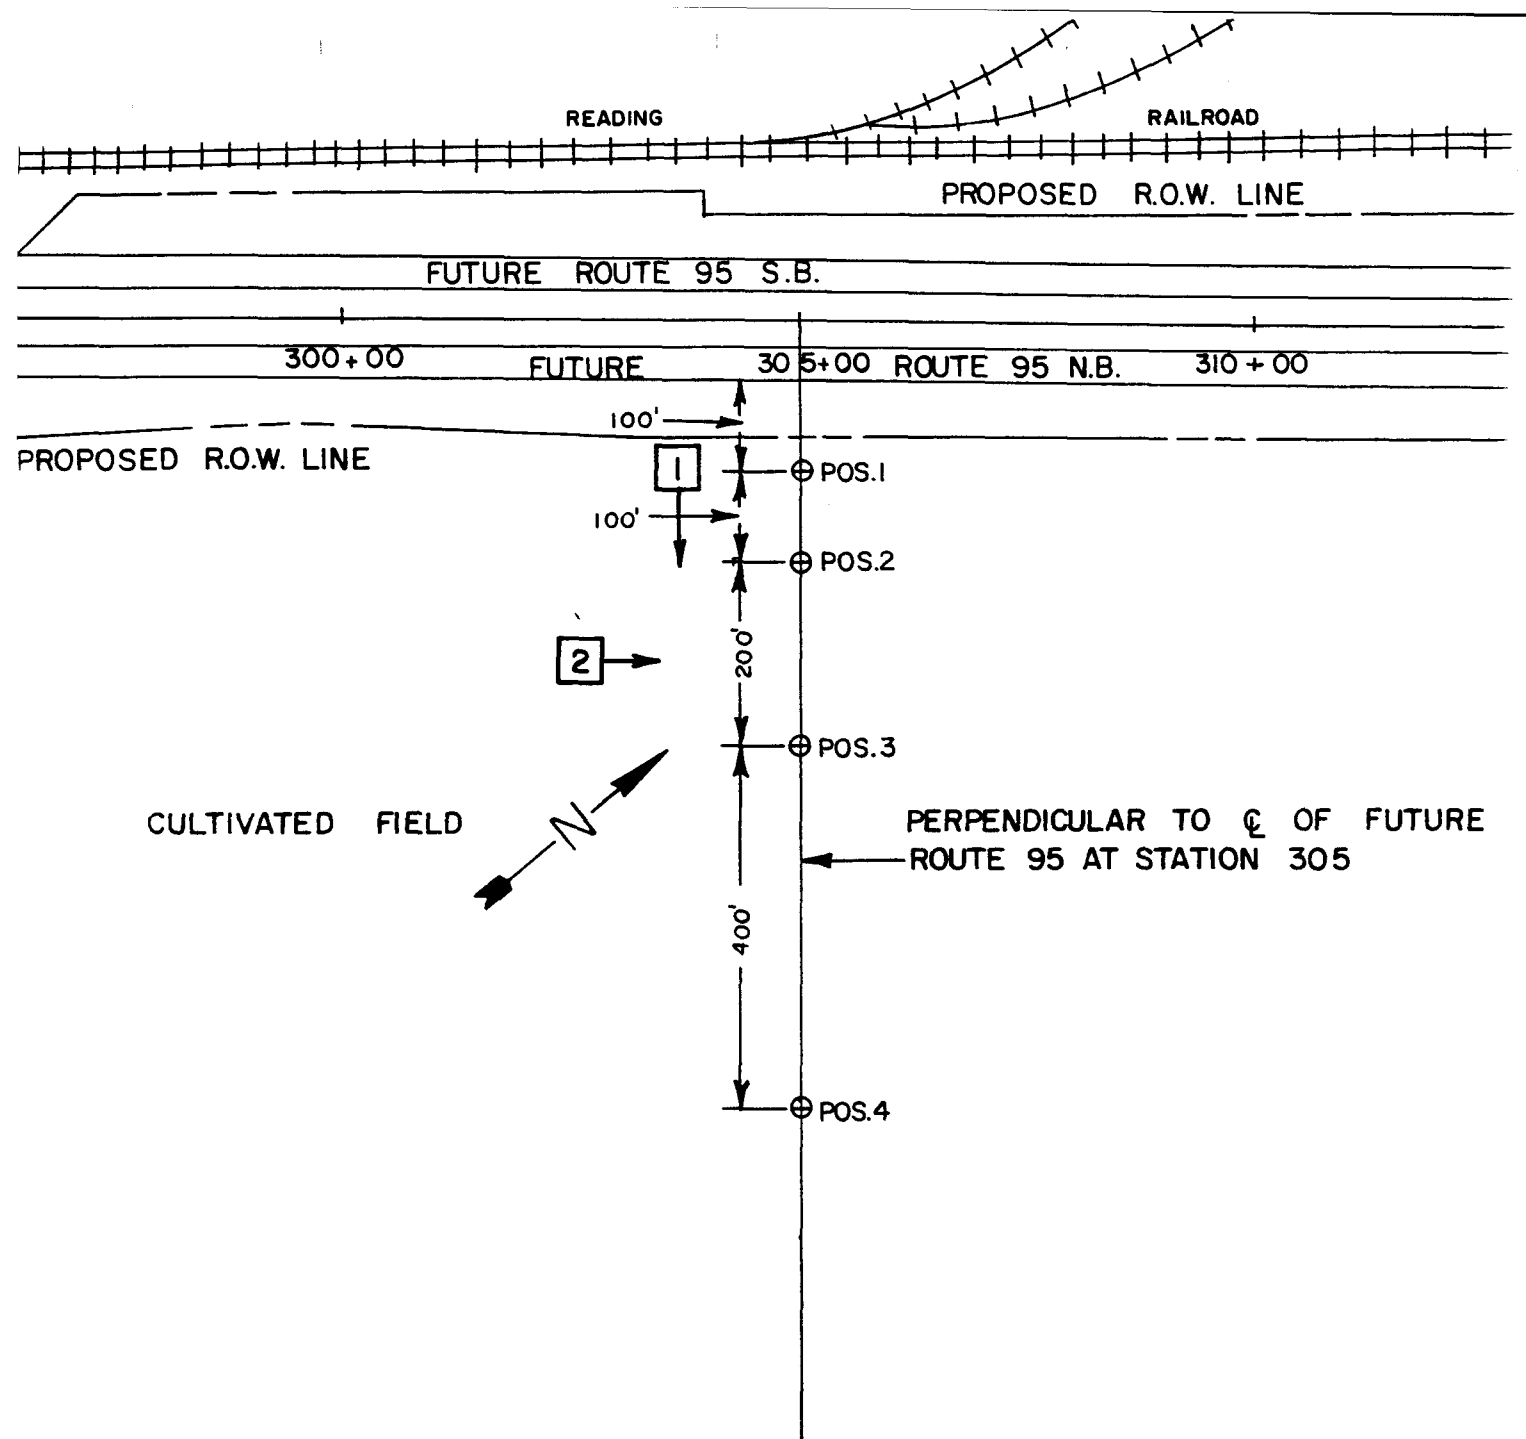 READING RAILROAD
PROPOSED R.O.W. LINE
FUTURE ROUTE 95 S.B.
300+00 FUTURE 305+00 ROUTE 95 N.B. 310+00
100'
PROPOSED R.O.W. LINE
1
POS.1
100'
POS.2
2
200'
POS.3
N
CULTIVATED FIELD
PERPENDICULAR TO ℄ OF FUTURE
ROUTE 95 AT STATION 305
400'
POS.4